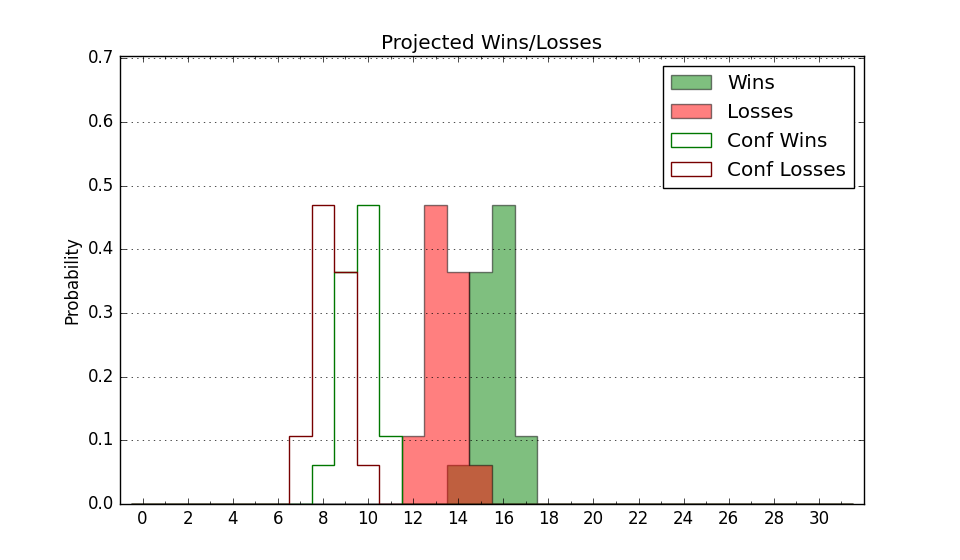 Projected Wins/Losses
0.7
0.6
0.5
0.4
0.3
0.2
0.1
0.0
Probability
Wins
Losses
Conf Wins
Conf Losses
0 2 4 6 8 10 12 14 16 18 20 22 24 26 28 30